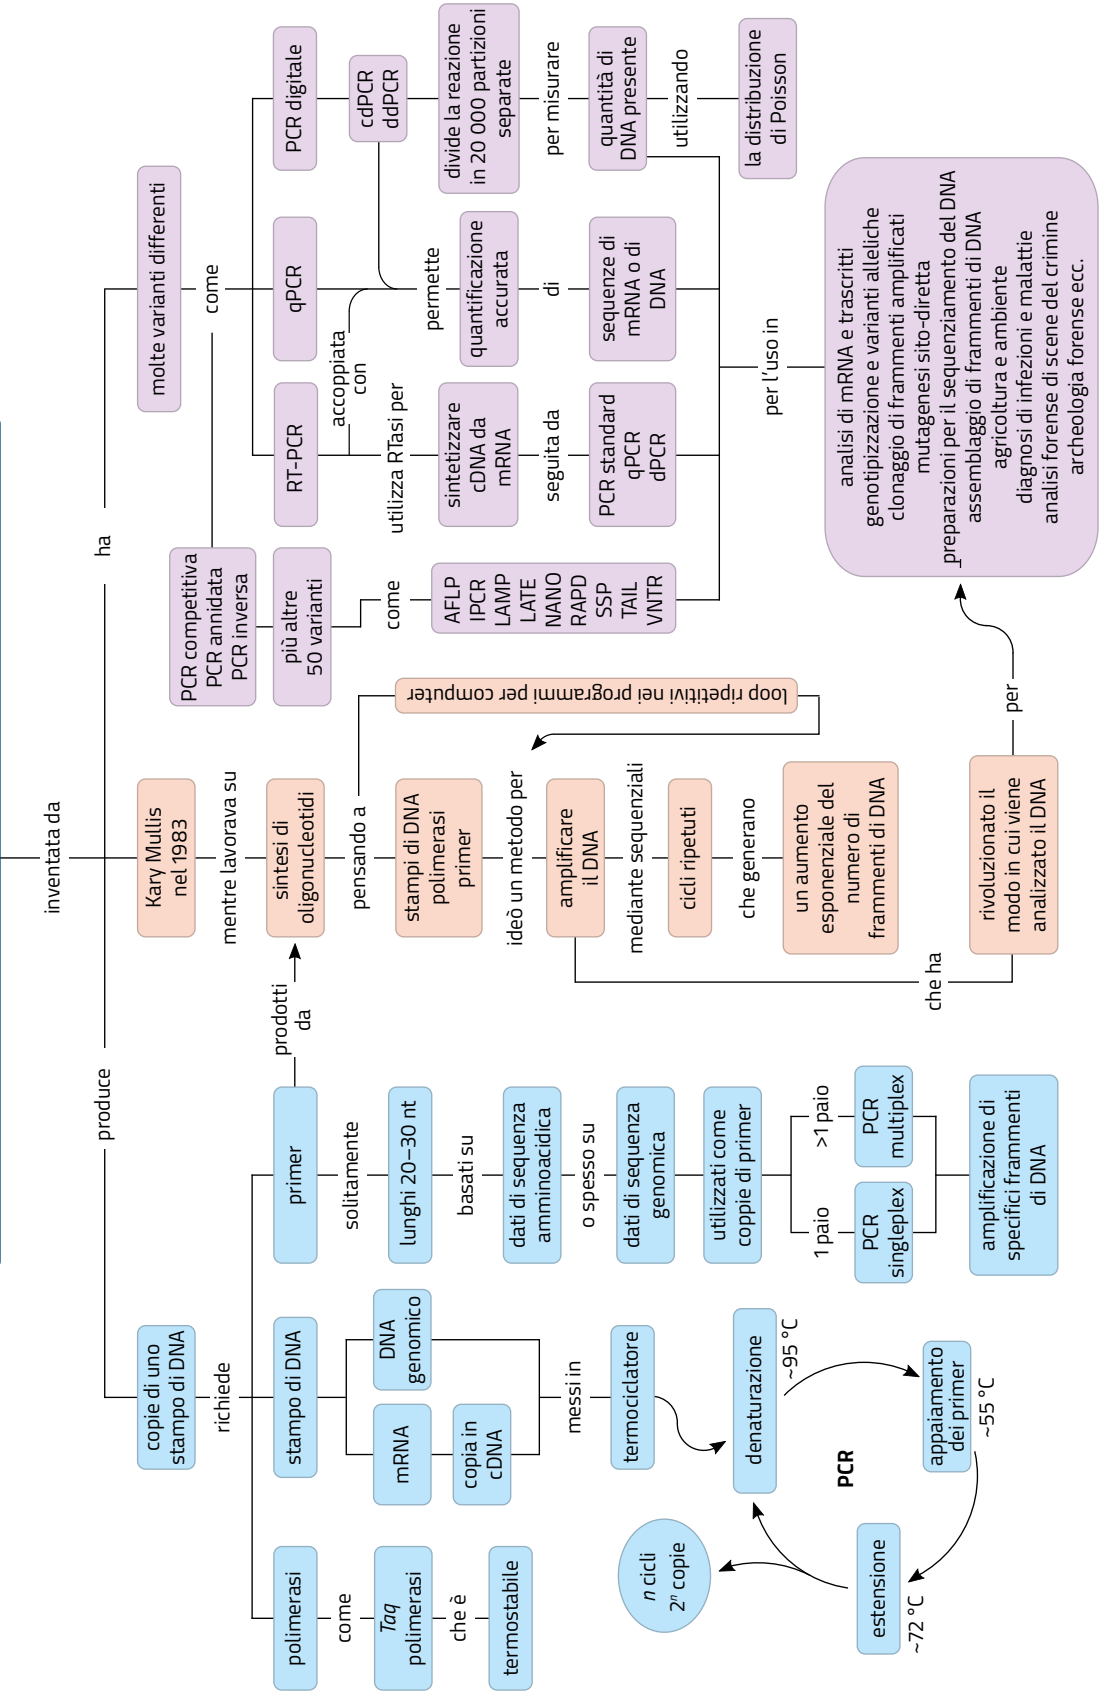 inventata da
produce
ha
copie di uno
stampo di DNA
richiede
polimerasi
come
Taq
polimerasi
che è
termostabile
stampo di DNA
mRNA
copia in
cDNA
DNA
genomico
messi in
termociclatore
denaturazione
~95 °C
appaiamento
dei primer
~55 °C
estensione
~72 °C
PCR
n cicli
2ⁿ copie
primer
prodotti
da
solitamente
lunghi 20–30 nt
basati su
dati di sequenza
amminoacidica
o spesso su
dati di sequenza
genomica
utilizzati come
coppie di primer
1 paio
>1 paio
PCR
singleplex
PCR
multiplex
amplificazione di
specifici frammenti
di DNA
Kary Mullis
nel 1983
mentre lavorava su
sintesi di
oligonucleotidi
pensando a
loop ripetitivi nei programmi per computer
stampi di DNA
polimerasi
primer
ideò un metodo per
amplificare
il DNA
mediante sequenziali
cicli ripetuti
che generano
un aumento
esponenziale del
numero di
frammenti di DNA
che ha
rivoluzionato il
modo in cui viene
analizzato il DNA
per
molte varianti differenti
come
PCR competitiva
PCR annidata
PCR inversa
più altre
50 varianti
come
AFLP
IPCR
LAMP
LATE
NANO
RAPD
SSP
TAIL
VNTR
RT-PCR
accoppiata
con
utilizza RTasi per
sintetizzare
cDNA da
mRNA
seguita da
PCR standard
qPCR
dPCR
qPCR
permette
quantificazione
accurata
di
sequenze di
mRNA o di
DNA
PCR digitale
cdPCR
ddPCR
divide la reazione
in 20 000 partizioni
separate
per misurare
quantità di
DNA presente
utilizzando
la distribuzione
di Poisson
per l'uso in
analisi di mRNA e trascritti
genotipizzazione e varianti alleliche
clonaggio di frammenti amplificati
mutagenesi sito-diretta
preparazioni per il sequenziamento del DNA
assemblaggio di frammenti di DNA
agricoltura e ambiente
diagnosi di infezioni e malattie
analisi forense di scene del crimine
archeologia forense ecc.